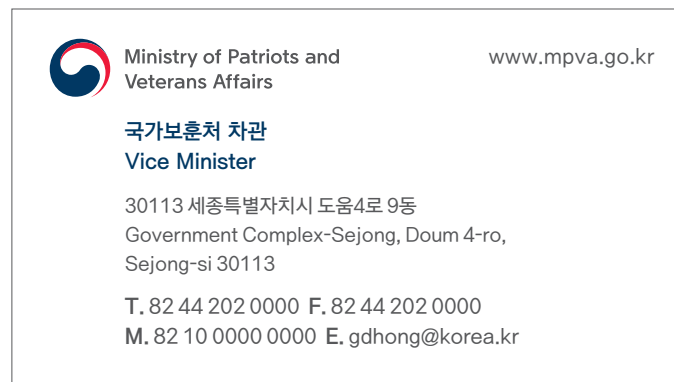 Ministry of Patriots and
Veterans Affairs
www.mpva.go.kr
국가보훈처 차관
Vice Minister
30113 세종특별자치시 도움4로 9동
Government Complex-Sejong, Doum 4-ro,
Sejong-si 30113
T. 82 44 202 0000 F. 82 44 202 0000
M. 82 10 0000 0000 E. gdhong@korea.kr